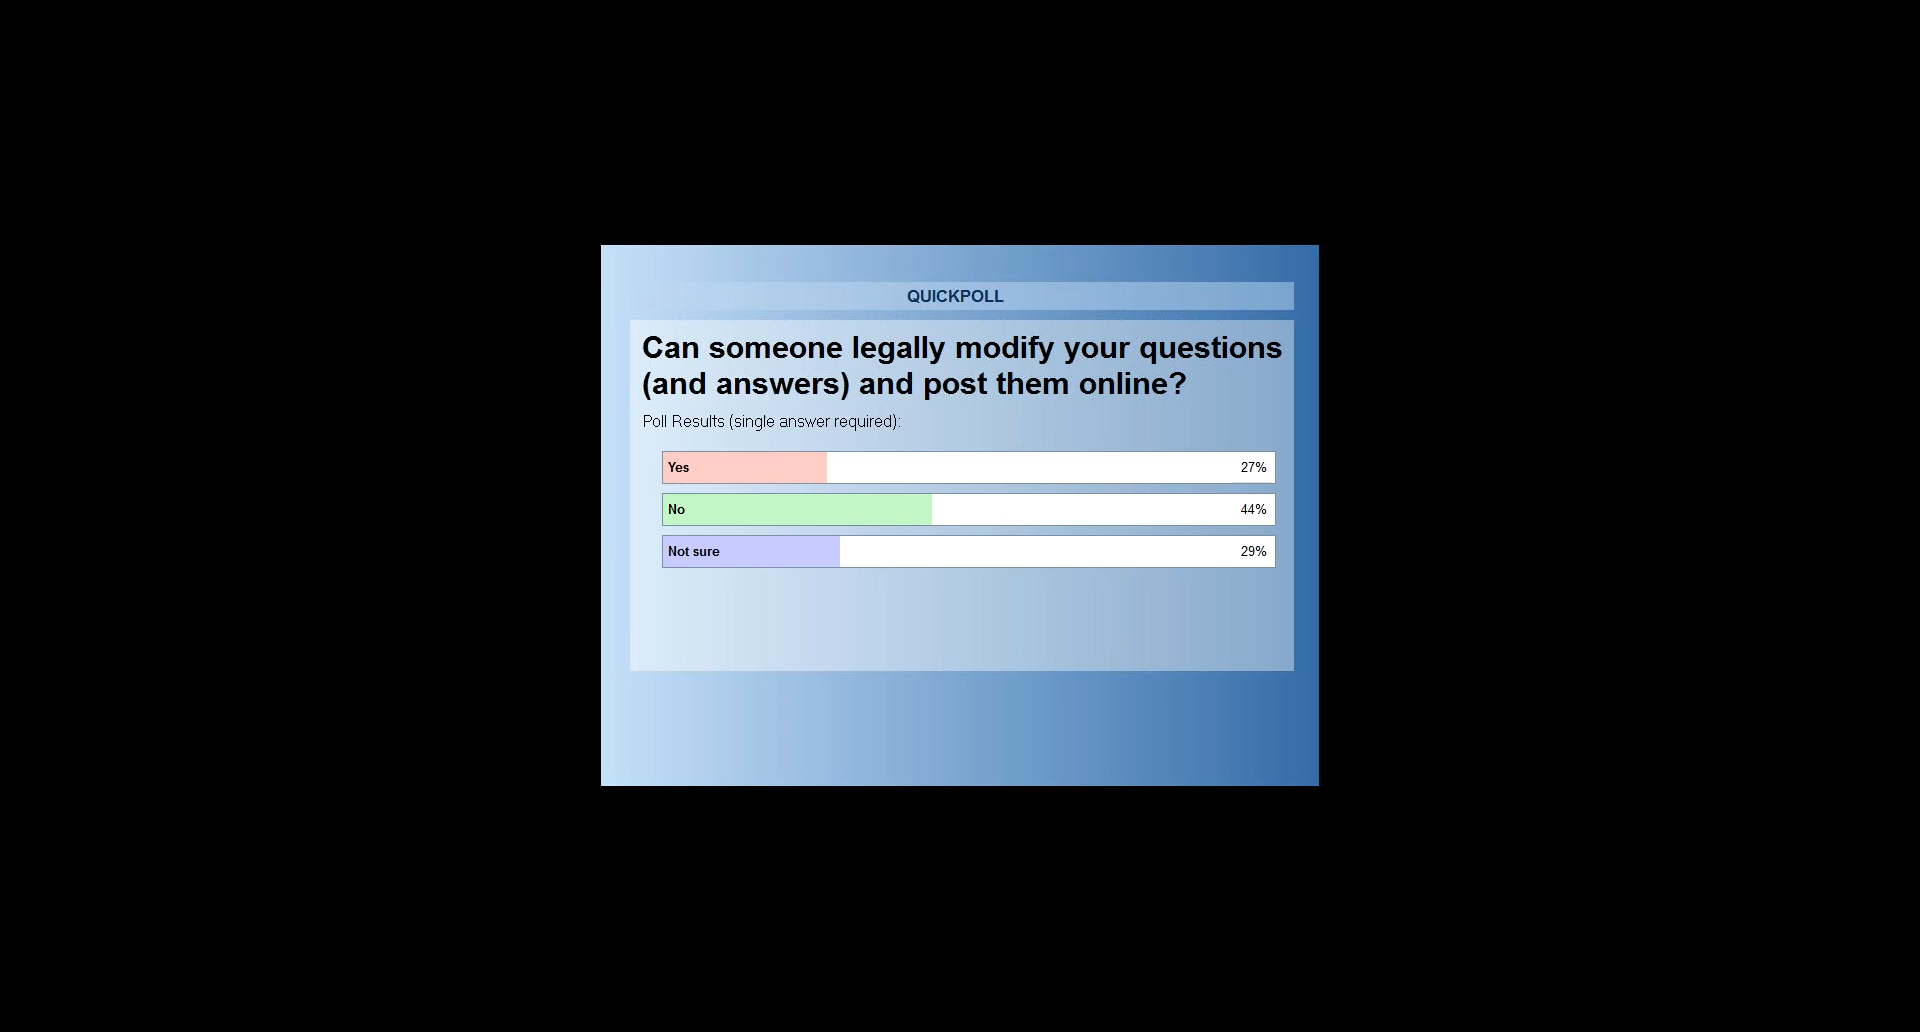 QUICKPOLL
Can someone legally modify your questions
(and answers) and post them online?
Poll Results (single answer required):
Yes 27%
No 44%
Not sure 29%